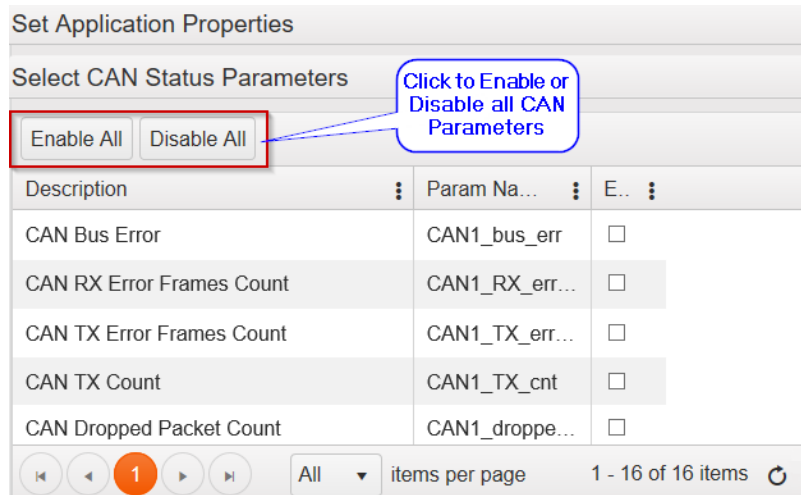 Set Application Properties
Select CAN Status Parameters
Click to Enable or
Disable all CAN
Parameters
Enable All Disable All
Description Param Na... E..
CAN Bus Error CAN1_bus_err
CAN RX Error Frames Count CAN1_RX_err...
CAN TX Error Frames Count CAN1_TX_err...
CAN TX Count CAN1_TX_cnt
CAN Dropped Packet Count CAN1_droppe...
1 All items per page 1 - 16 of 16 items